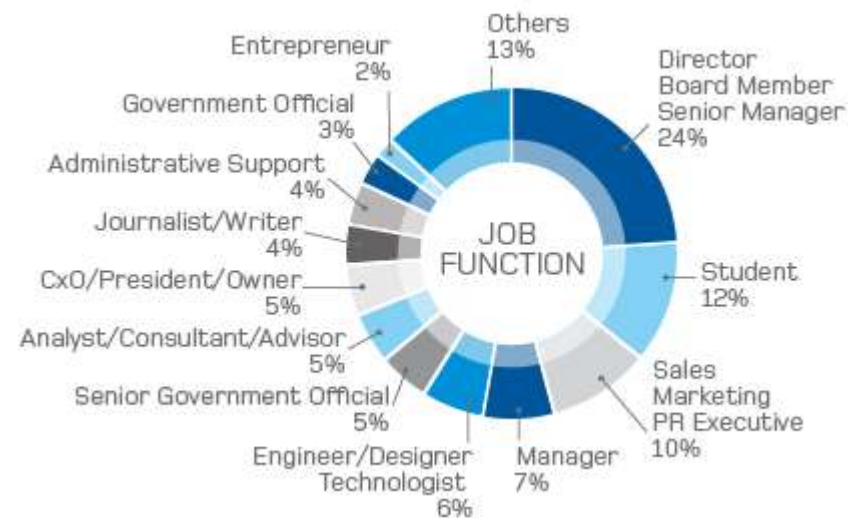 Others
13%
Director
Board Member
Senior Manager
24%
Student
12%
Sales
Marketing
PR Executive
10%
Manager
7%
Engineer/Designer
Technologist
6%
Senior Government Official
5%
Analyst/Consultant/Advisor
5%
CxO/President/Owner
5%
Journalist/Writer
4%
Administrative Support
4%
Government Official
3%
Entrepreneur
2%
JOB
FUNCTION